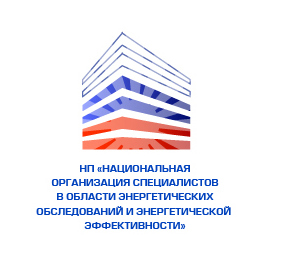 НП «НАЦИОНАЛЬНАЯ
ОРГАНИЗАЦИЯ СПЕЦИАЛИСТОВ
В ОБЛАСТИ ЭНЕРГЕТИЧЕСКИХ
ОБСЛЕДОВАНИЙ И ЭНЕРГЕТИЧЕСКОЙ
ЭФФЕКТИВНОСТИ»